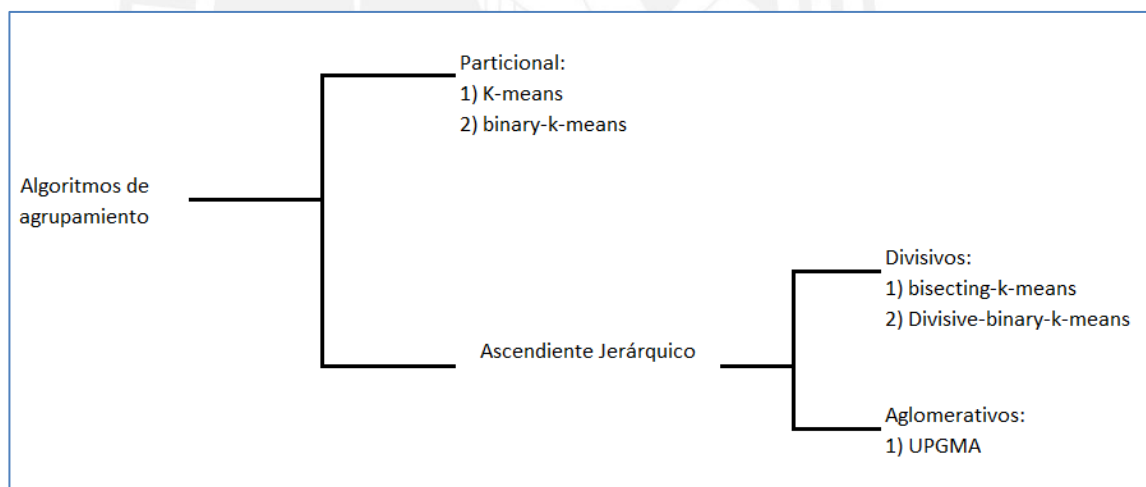 Particional:
1) K-means
2) binary-k-means
Algoritmos de
agrupamiento
Divisivos:
1) bisecting-k-means
2) Divisive-binary-k-means
Ascendiente Jerárquico
Aglomerativos:
1) UPGMA